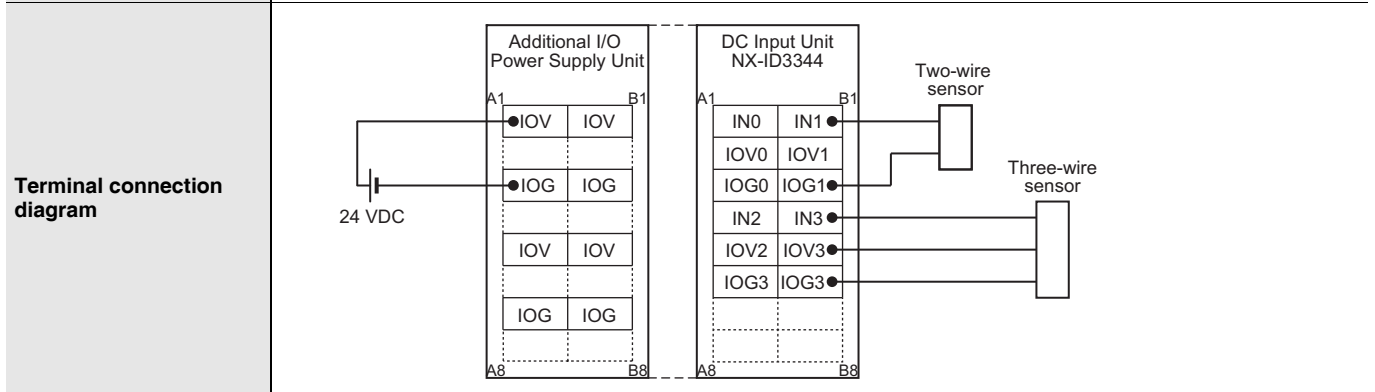 Terminal connection
diagram
Additional I/O
Power Supply Unit
A1 B1
IOV IOV
IOG IOG
IOV IOV
IOG IOG
A8 B8
24 VDC
DC Input Unit
NX-ID3344
A1 B1
IN0 IN1
IOV0 IOV1
IOG0 IOG1
IN2 IN3
IOV2 IOV3
IOG3 IOG3
A8 B8
Two-wire
sensor
Three-wire
sensor